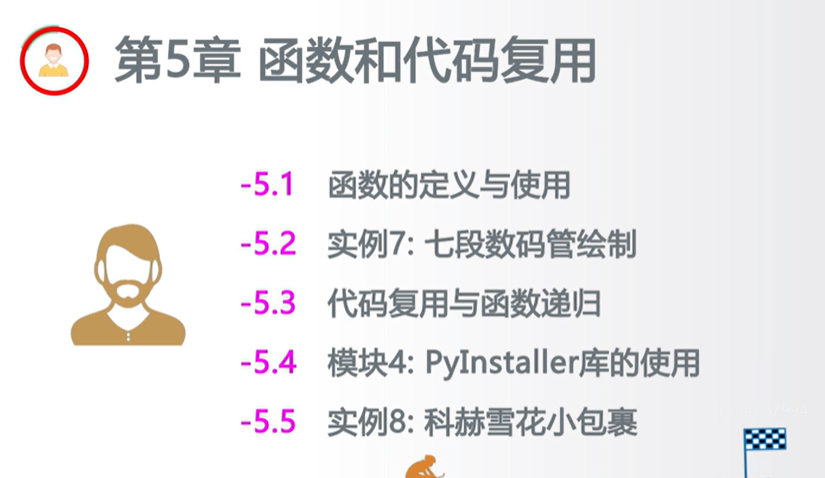 第5章 函数和代码复用
-5.1 函数的定义与使用
-5.2 实例7: 七段数码管绘制
-5.3 代码复用与函数递归
-5.4 模块4: PyInstaller库的使用
-5.5 实例8: 科赫雪花小包裹